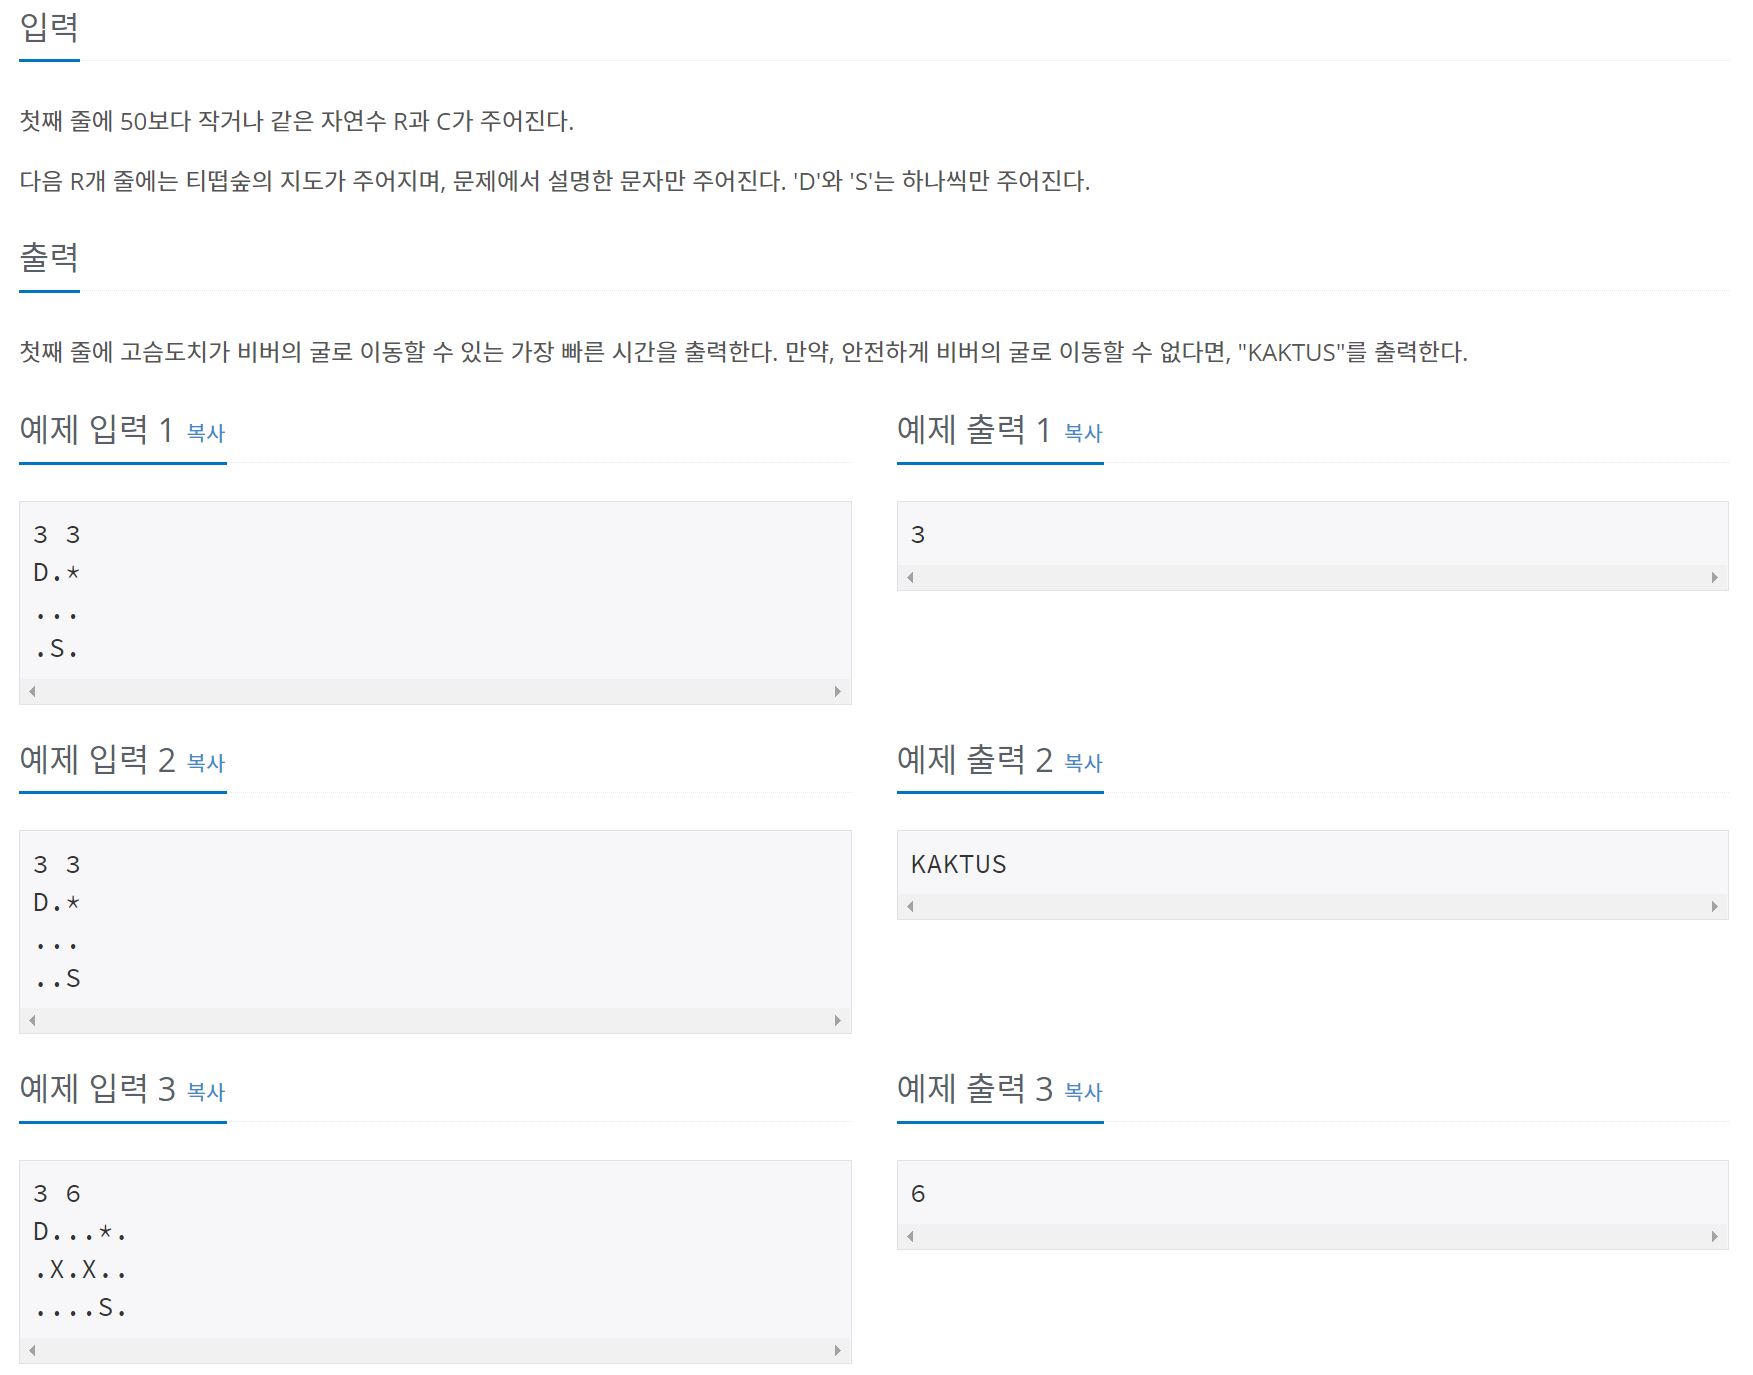 입력
첫째 줄에 50보다 작거나 같은 자연수 R과 C가 주어진다.
다음 R개 줄에는 티떱숲의 지도가 주어지며, 문제에서 설명한 문자만 주어진다. 'D'와 'S'는 하나씩만 주어진다.
출력
첫째 줄에 고슴도치가 비버의 굴로 이동할 수 있는 가장 빠른 시간을 출력한다. 만약, 안전하게 비버의 굴로 이동할 수 없다면, "KAKTUS"를 출력한다.
예제 입력 1 복사
3 3
D.*
...
.S.
예제 출력 1 복사
3
예제 입력 2 복사
3 3
D.*
...
..S
예제 출력 2 복사
KAKTUS
예제 입력 3 복사
3 6
D...*.
.X.X..
....S.
예제 출력 3 복사
6